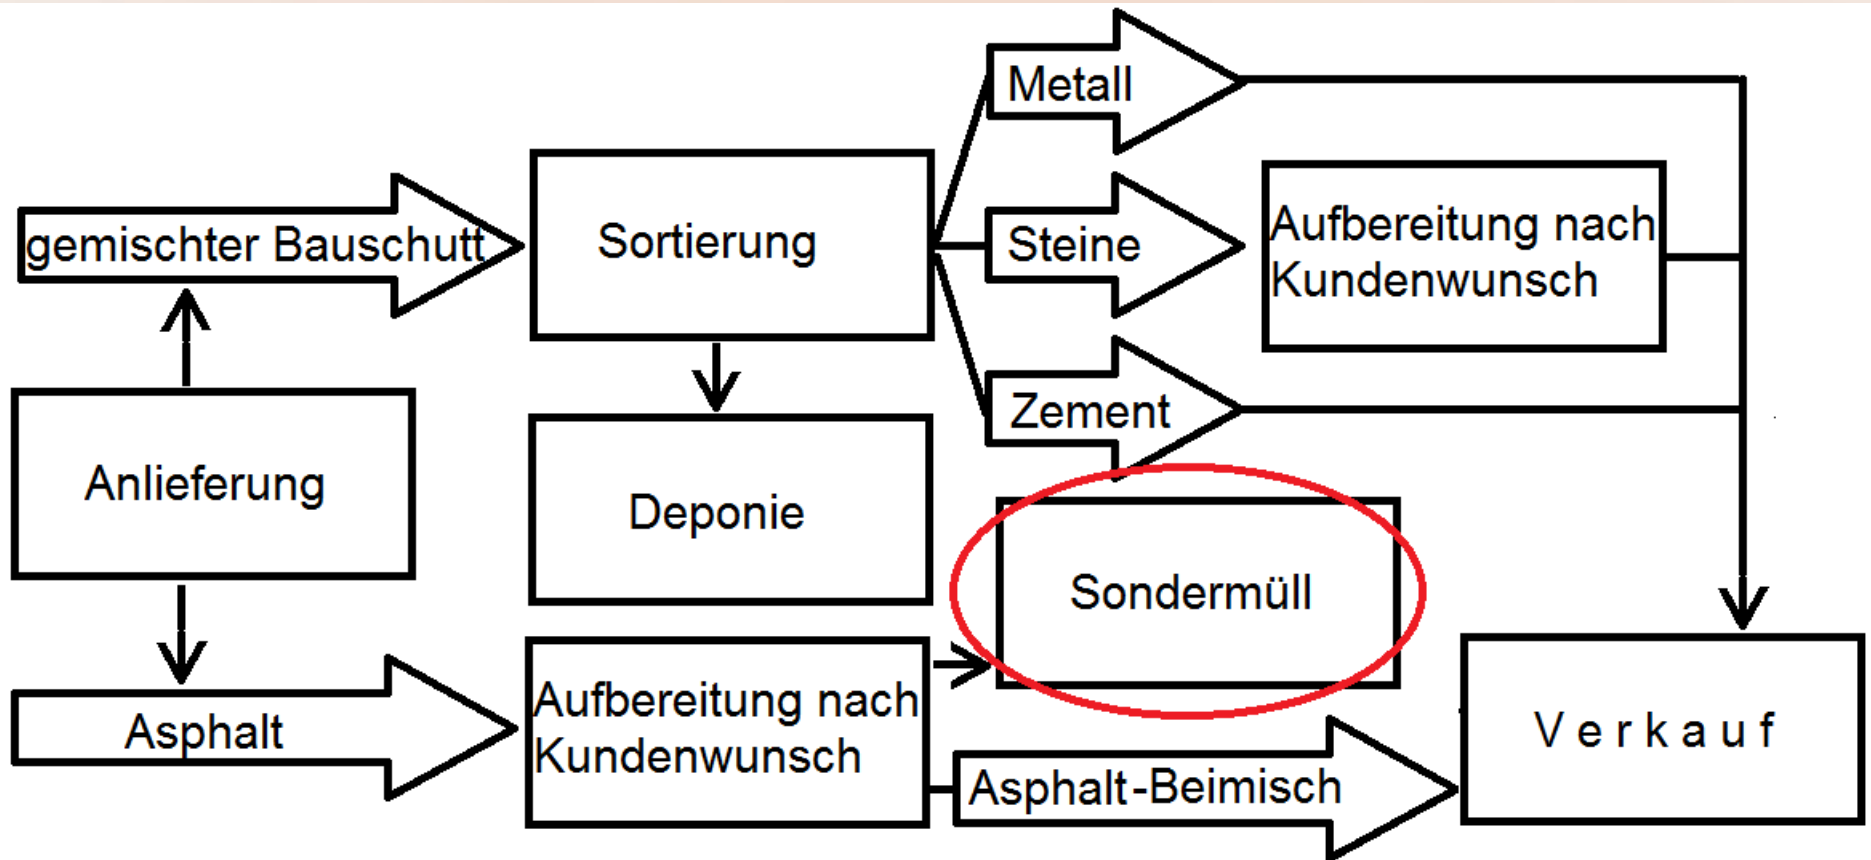 Metall
gemischter Bauschutt
Sortierung
Steine
Aufbereitung nach
Kundenwunsch
Zement
Anlieferung
Deponie
Sondermüll
Asphalt
Aufbereitung nach
Kundenwunsch
Asphalt-Beimisch
Verkauf